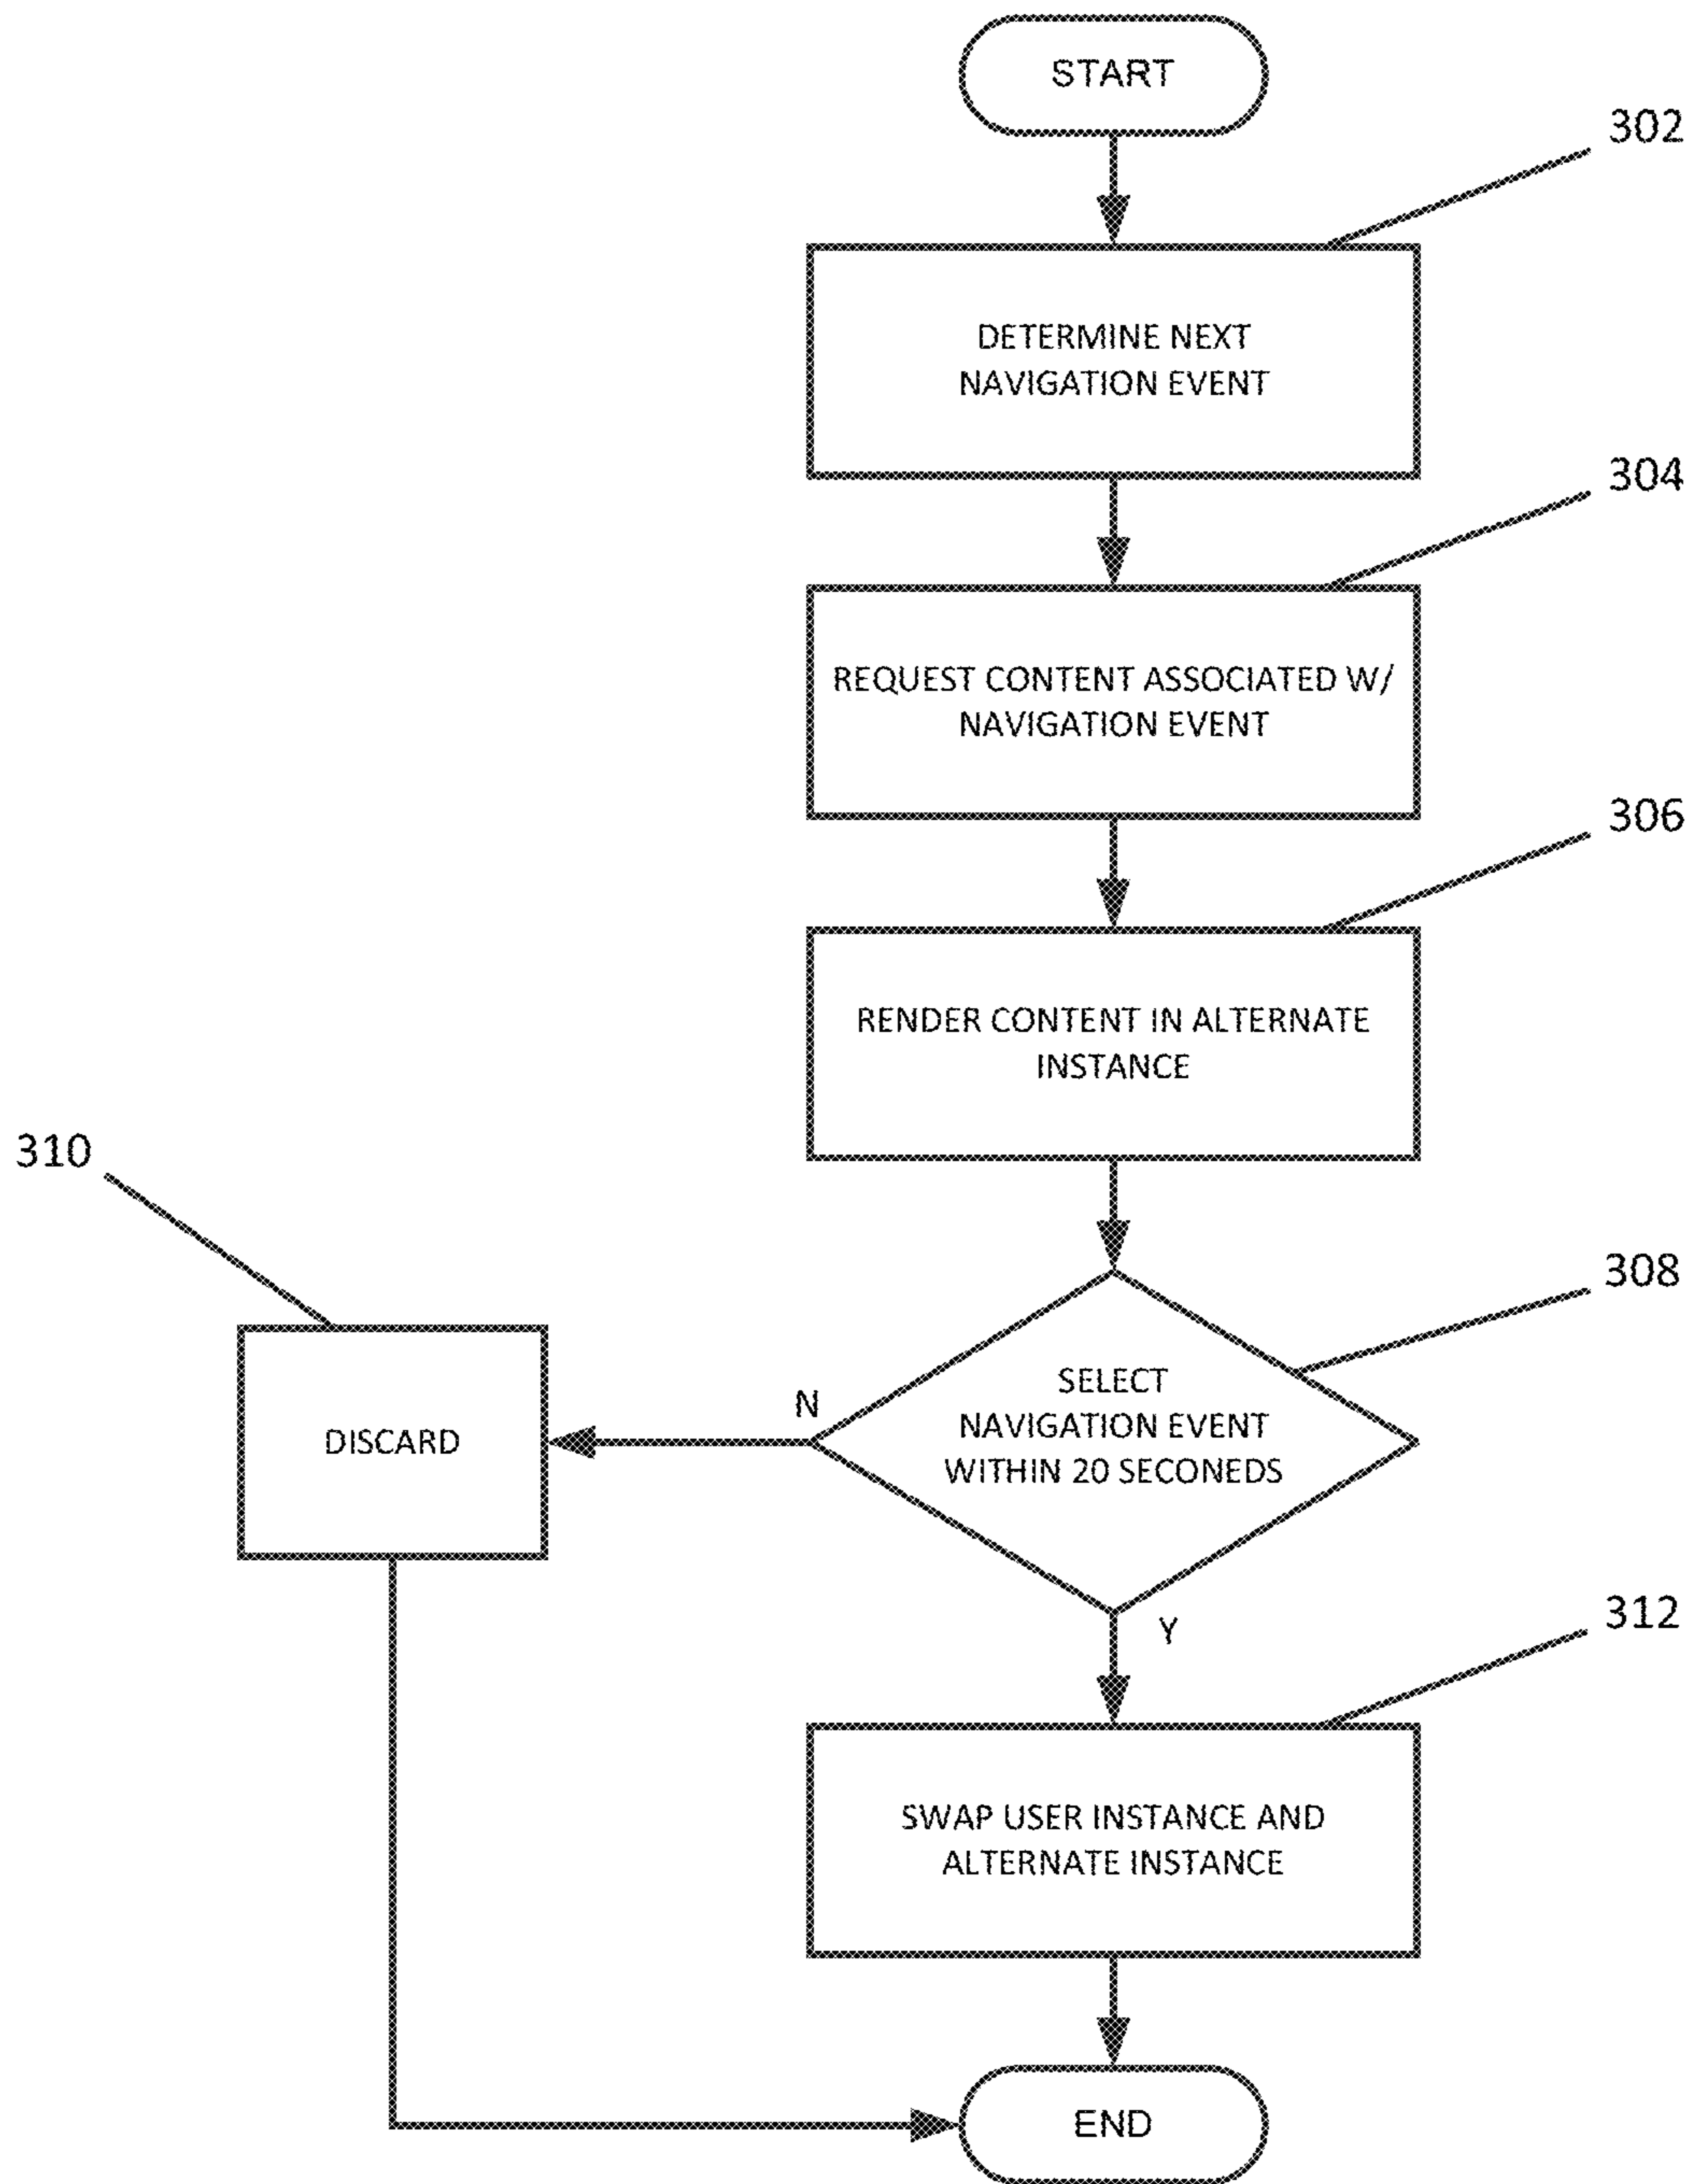 START
302
DETERMINE NEXT
NAVIGATION EVENT
304
REQUEST CONTENT ASSOCIATED W/
NAVIGATION EVENT
306
RENDER CONTENT IN ALTERNATE
INSTANCE
310
308
SELECT
NAVIGATION EVENT
WITHIN 20 SECONEDS
N
DISCARD
Y
312
SWAP USER INSTANCE AND
ALTERNATE INSTANCE
END